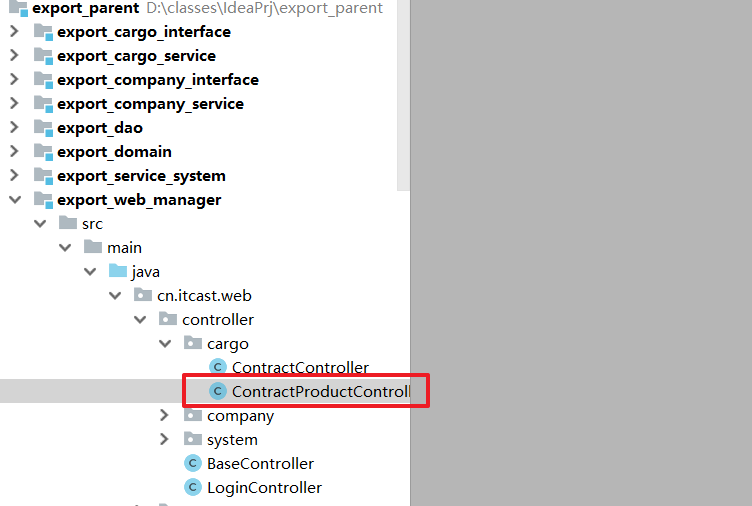 export_parent D:\classes\IdeaPrj\export_parent
export_cargo_interface
export_cargo_service
export_company_interface
export_company_service
export_dao
export_domain
export_service_system
export_web_manager
src
main
java
cn.itcast.web
controller
cargo
C ContractController
C ContractProductControll
company
system
C BaseController
C LoginController